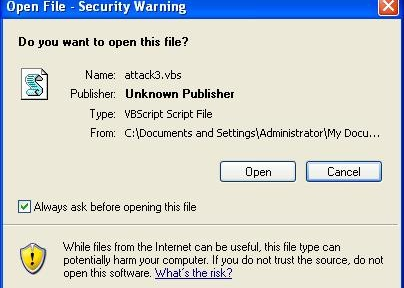 Open File - Security Warning
Do you want to open this file?
Name: attack3.vbs
Publisher: Unknown Publisher
Type: VBScript Script File
From: C:\Documents and Settings\Administrator\My Docu...
Open Cancel
Always ask before opening this file
While files from the Internet can be useful, this file type can
potentially harm your computer. If you do not trust the source, do not
open this software. What's the risk?